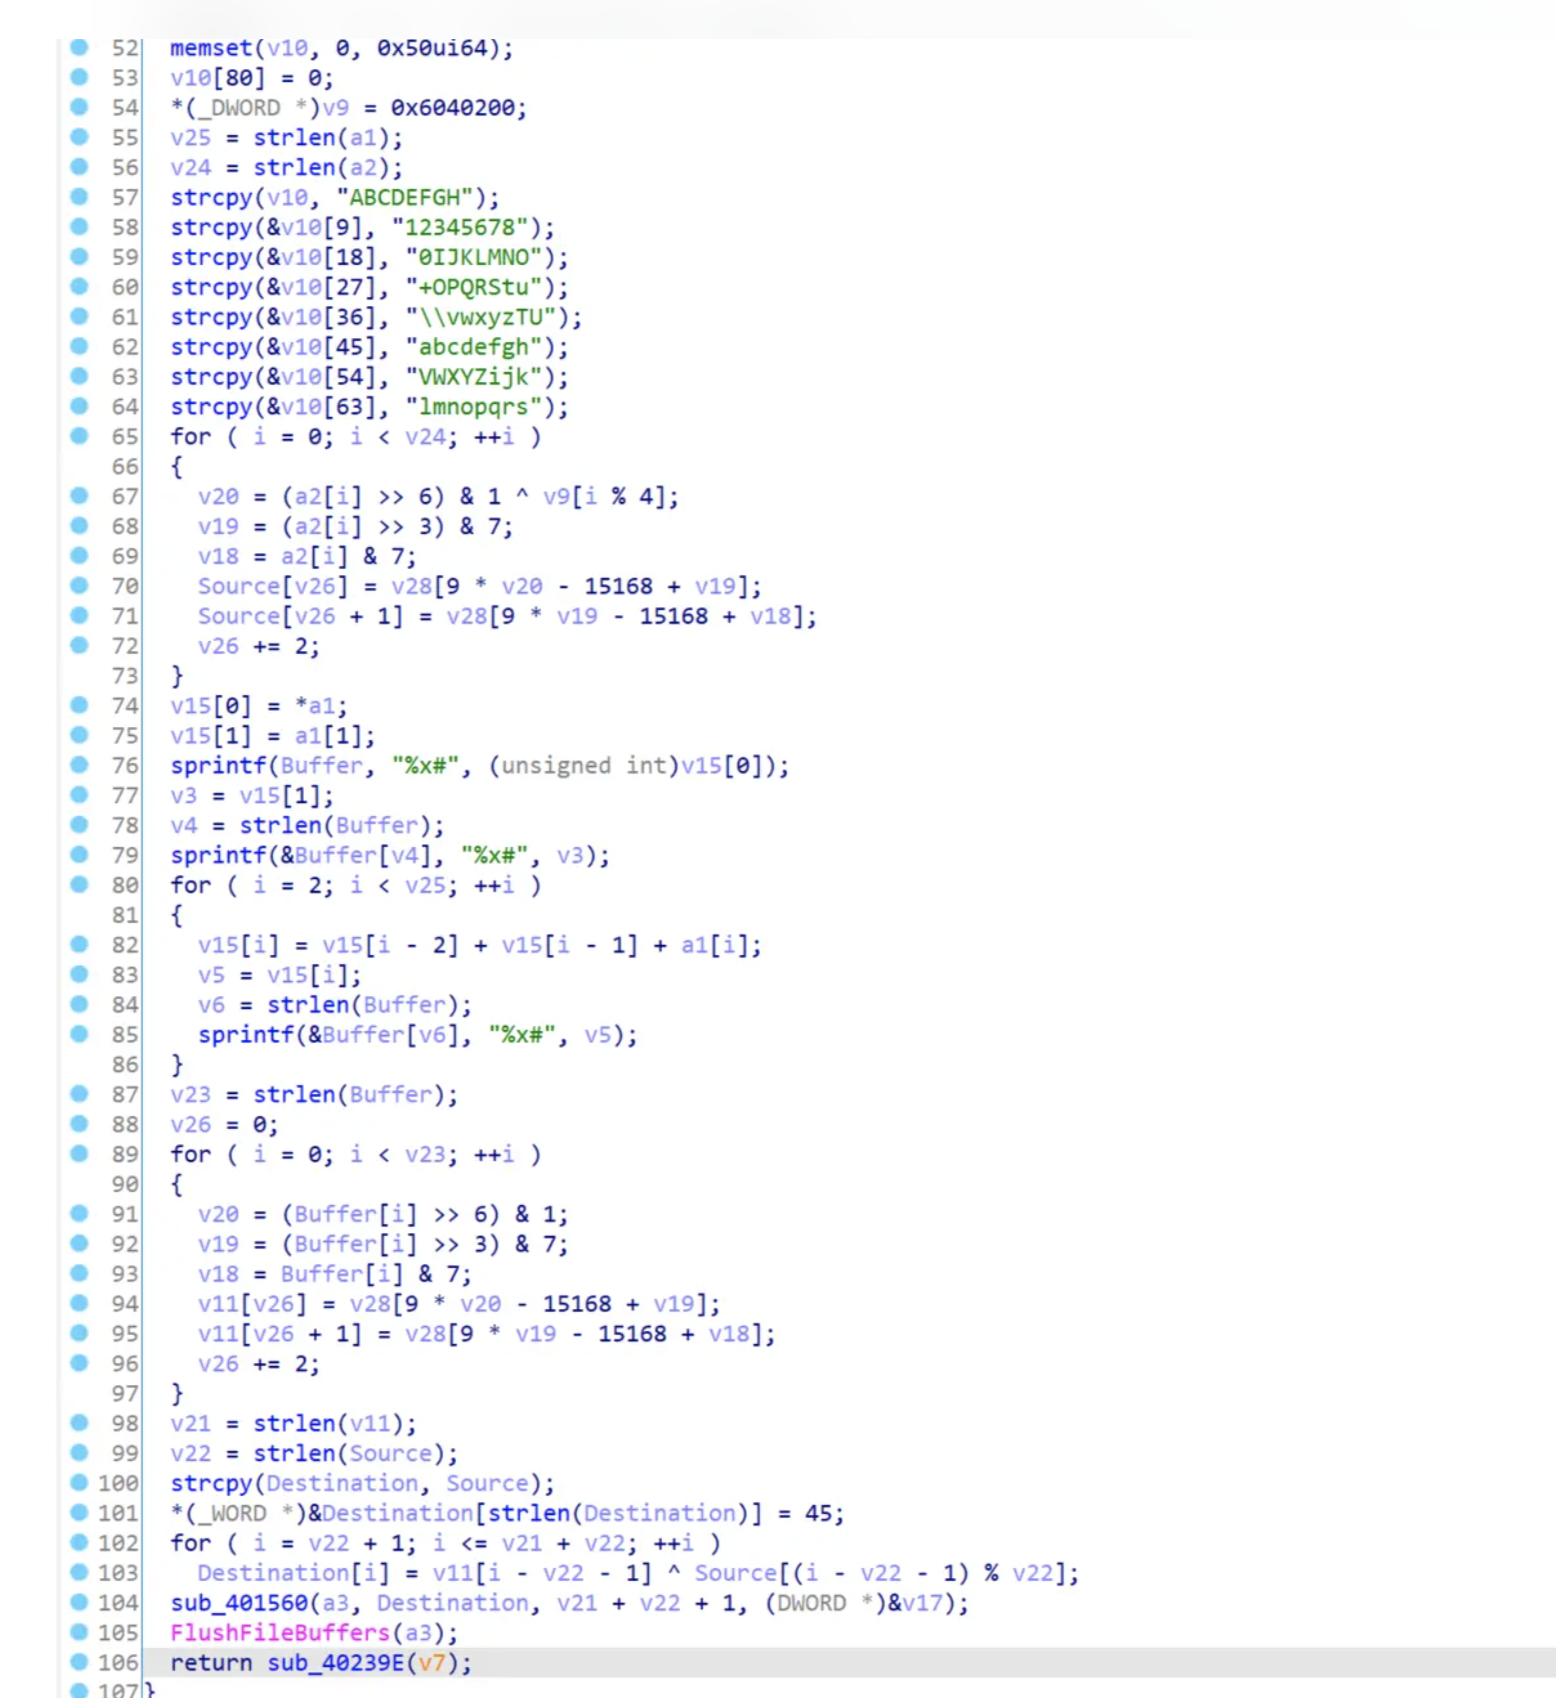 52 memset(v10, 0, 0x50ui64);
53 v10[80] = 0;
54 *(_DWORD *)v9 = 0x6040200;
55 v25 = strlen(a1);
56 v24 = strlen(a2);
57 strcpy(v10, "ABCDEFGH");
58 strcpy(&v10[9], "12345678");
59 strcpy(&v10[18], "0IJKLMNO");
60 strcpy(&v10[27], "+OPQRStu");
61 strcpy(&v10[36], "\\vwxyzTU");
62 strcpy(&v10[45], "abcdefgh");
63 strcpy(&v10[54], "VWXYZijk");
64 strcpy(&v10[63], "lmnopqrs");
65 for ( i = 0; i < v24; ++i )
66 {
67 v20 = (a2[i] >> 6) & 1 ^ v9[i % 4];
68 v19 = (a2[i] >> 3) & 7;
69 v18 = a2[i] & 7;
70 Source[v26] = v28[9 * v20 - 15168 + v19];
71 Source[v26 + 1] = v28[9 * v19 - 15168 + v18];
72 v26 += 2;
73 }
74 v15[0] = *a1;
75 v15[1] = a1[1];
76 sprintf(Buffer, "%x#", (unsigned int)v15[0]);
77 v3 = v15[1];
78 v4 = strlen(Buffer);
79 sprintf(&Buffer[v4], "%x#", v3);
80 for ( i = 2; i < v25; ++i )
81 {
82 v15[i] = v15[i - 2] + v15[i - 1] + a1[i];
83 v5 = v15[i];
84 v6 = strlen(Buffer);
85 sprintf(&Buffer[v6], "%x#", v5);
86 }
87 v23 = strlen(Buffer);
88 v26 = 0;
89 for ( i = 0; i < v23; ++i )
90 {
91 v20 = (Buffer[i] >> 6) & 1;
92 v19 = (Buffer[i] >> 3) & 7;
93 v18 = Buffer[i] & 7;
94 v11[v26] = v28[9 * v20 - 15168 + v19];
95 v11[v26 + 1] = v28[9 * v19 - 15168 + v18];
96 v26 += 2;
97 }
98 v21 = strlen(v11);
99 v22 = strlen(Source);
100 strcpy(Destination, Source);
101 *(_WORD *)&Destination[strlen(Destination)] = 45;
102 for ( i = v22 + 1; i <= v21 + v22; ++i )
103 Destination[i] = v11[i - v22 - 1] ^ Source[(i - v22 - 1) % v22];
104 sub_401560(a3, Destination, v21 + v22 + 1, (DWORD *)&v17);
105 FlushFileBuffers(a3);
106 return sub_40239E(v7);
107 }